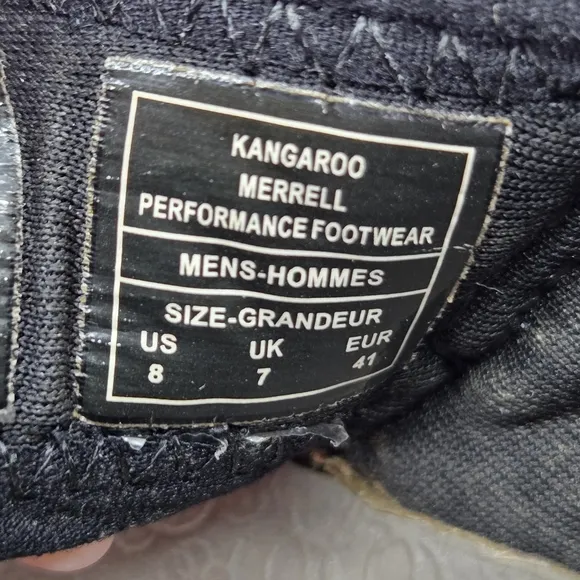 KANGAROO
MERRELL
PERFORMANCE FOOTWEAR
MENS-HOMMES
SIZE-GRANDEUR
US UK EUR
8 7 41